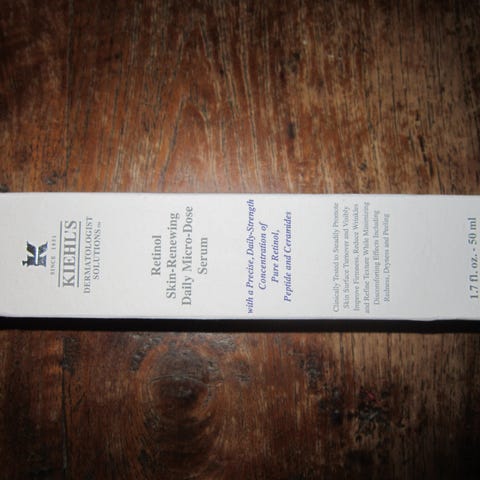 SINCE 1851
KIEHL'S
DERMATOLOGIST
SOLUTIONS™
Retinol
Skin-Renewing
Daily Micro-Dose
Serum
with a Precise, Daily-Strength
Concentration of
Pure Retinol,
Peptide and Ceramides
Clinically Tested to Steadily Promote
Skin Surface Turnover and Visibly
Improve Firmness, Reduce Wrinkles
and Refine Texture While Minimizing
Discomforting Effects Including
Redness, Dryness and Peeling
1.7 fl. oz. - 50 ml